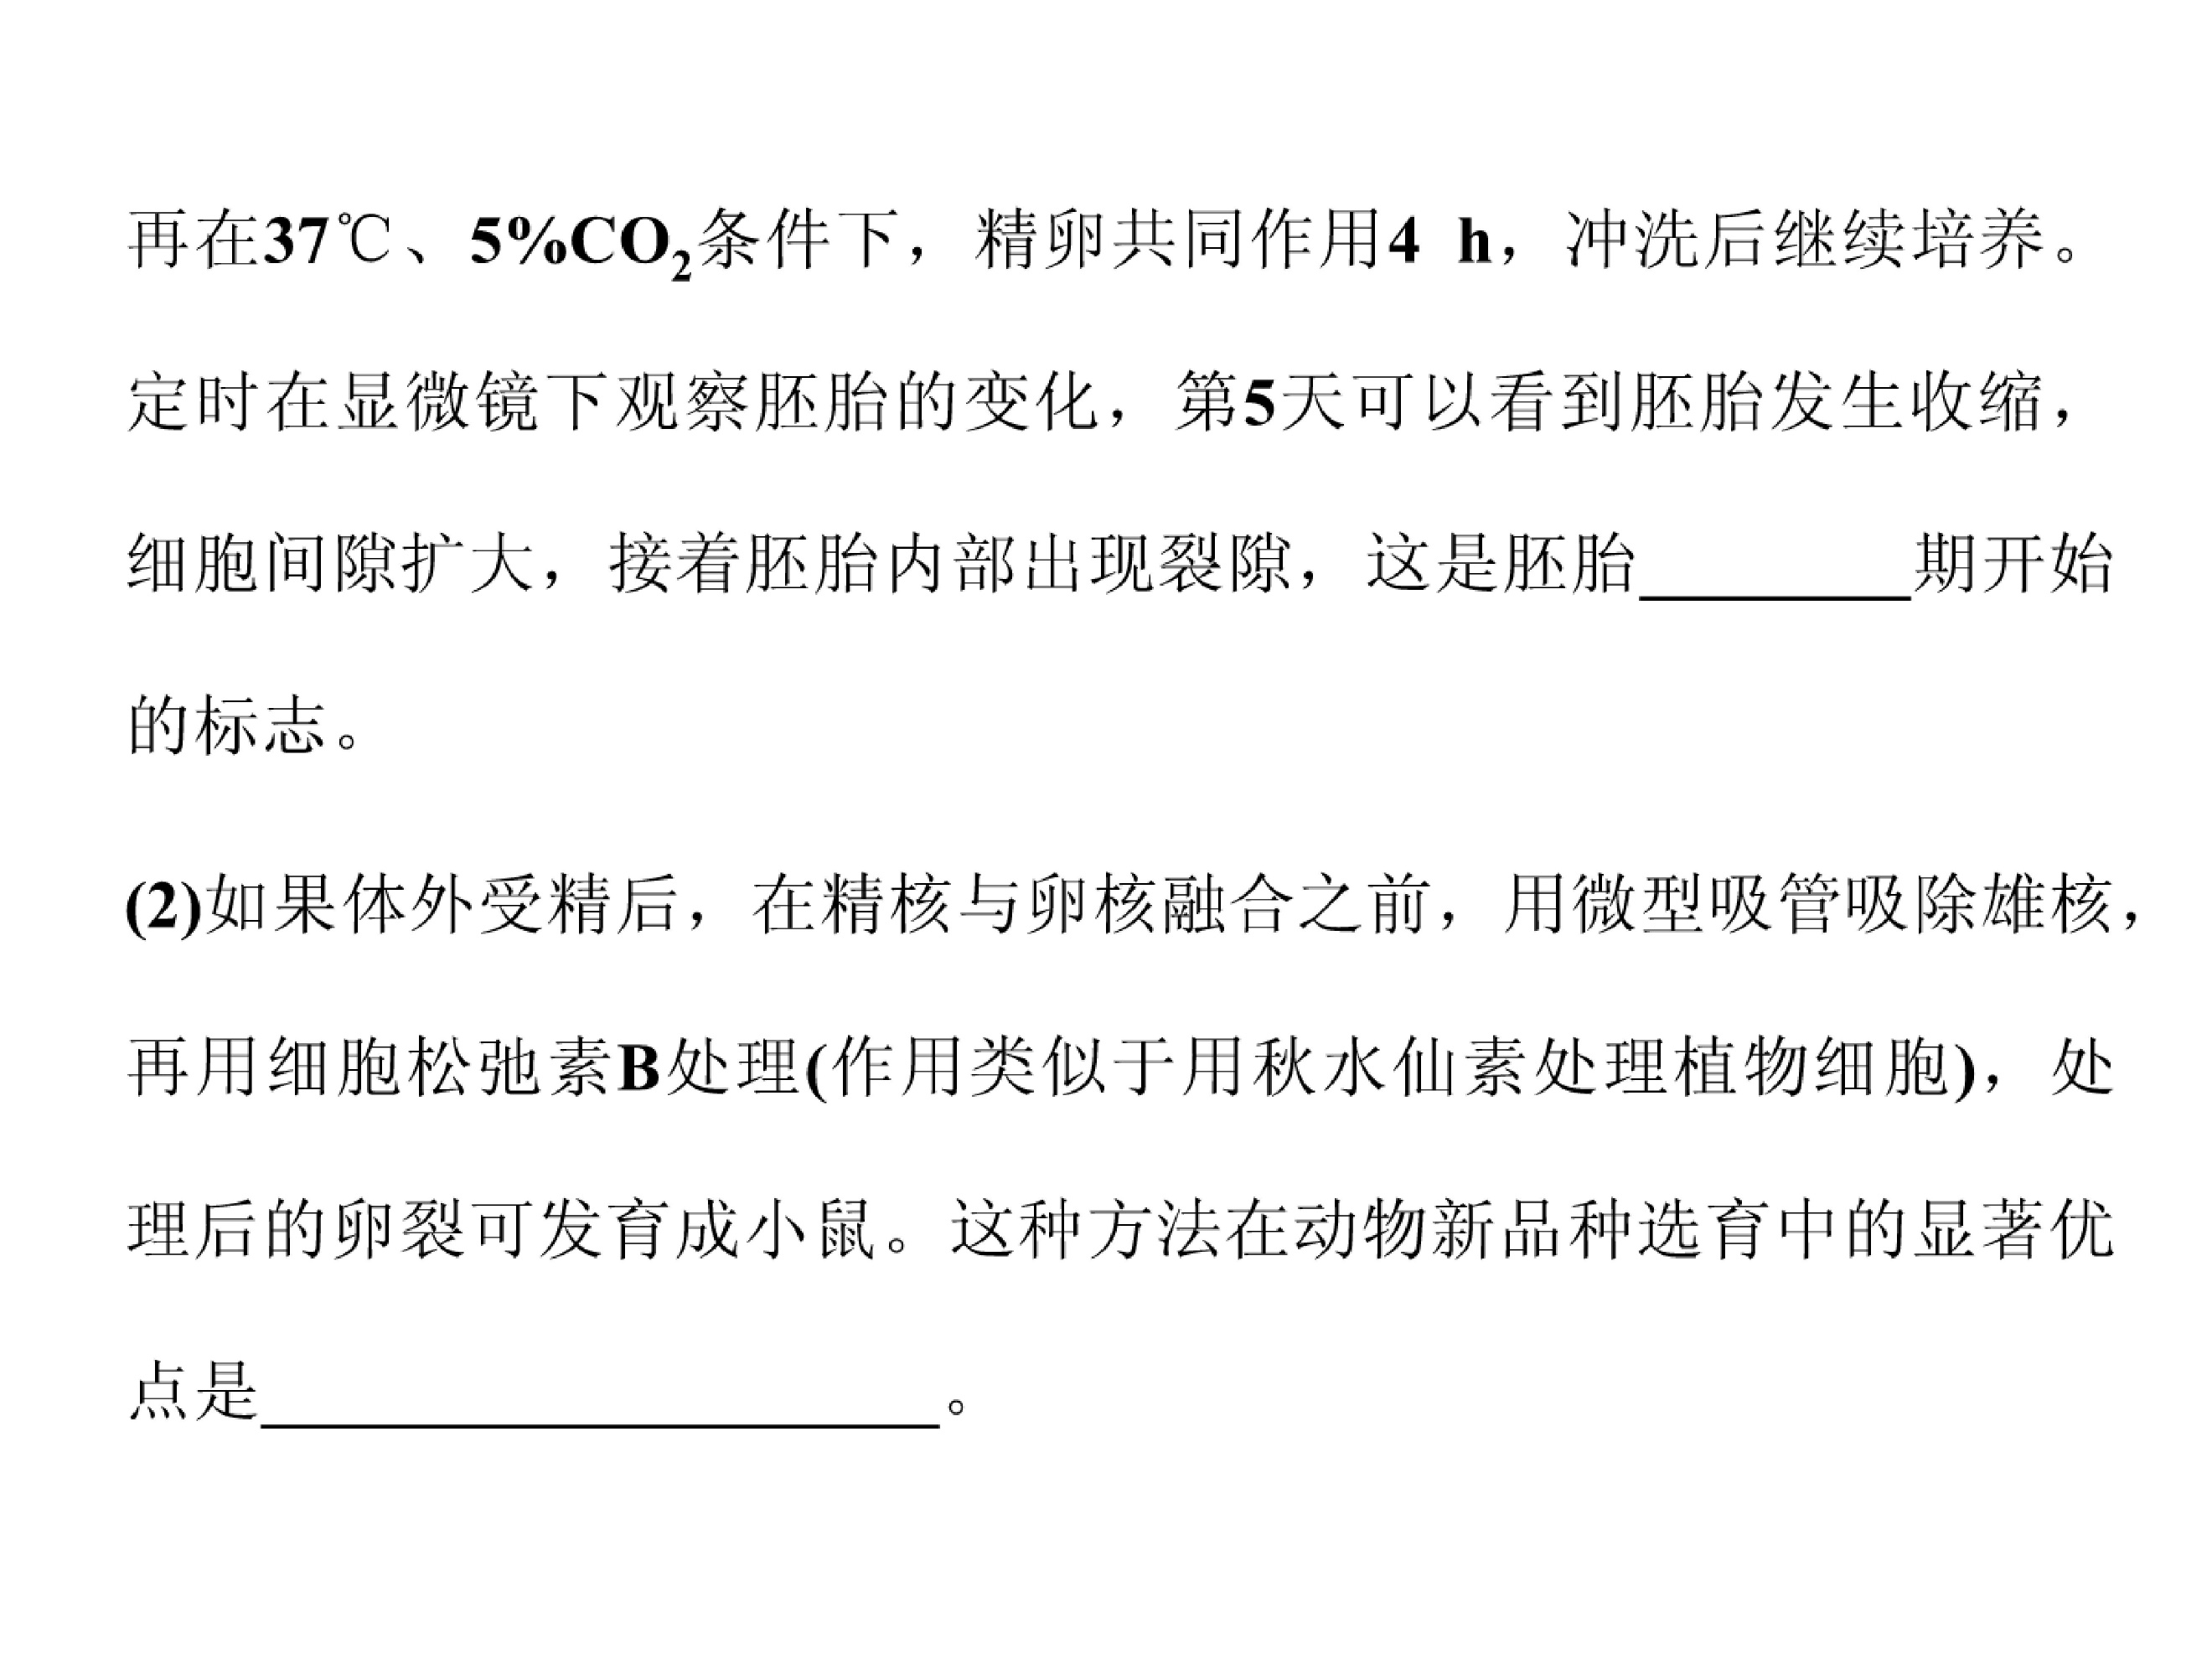 再在37℃、5%CO₂条件下，精卵共同作用4 h，冲洗后继续培养。
定时在显微镜下观察胚胎的变化，第5天可以看到胚胎发生收缩，
细胞间隙扩大，接着胚胎内部出现裂隙，这是胚胎________期开始
的标志。
(2)如果体外受精后，在精核与卵核融合之前，用微型吸管吸除雄核，
再用细胞松弛素B处理(作用类似于用秋水仙素处理植物细胞)，处
理后的卵裂可发育成小鼠。这种方法在动物新品种选育中的显著优
点是____________________。